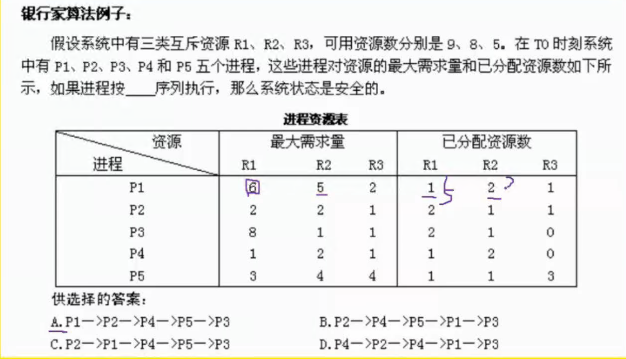 银行家算法例子：
假设系统中有三类互斥资源 R1、R2、R3，可用资源数分别是 9、8、5。在 T0 时刻系统
中有 P1、P2、P3、P4 和 P5 五个进程，这些进程对资源的最大需求量和已分配资源数如下所
示，如果进程按____序列执行，那么系统状态是安全的。
进程资源表
资源 最大需求量 已分配资源数
进程 R1 R2 R3 R1 R2 R3
P1 6 5 2 1 5 2 3 1
P2 2 2 1 2 1 1
P3 8 1 1 2 1 0
P4 1 2 1 1 2 0
P5 3 4 4 1 1 3
供选择的答案：
A.P1—>P2—>P4—>P5—>P3 B.P2—>P4—>P5—>P1—>P3
C.P2—>P1—>P4—>P5—>P3 D.P4—>P2—>P4—>P1—>P3